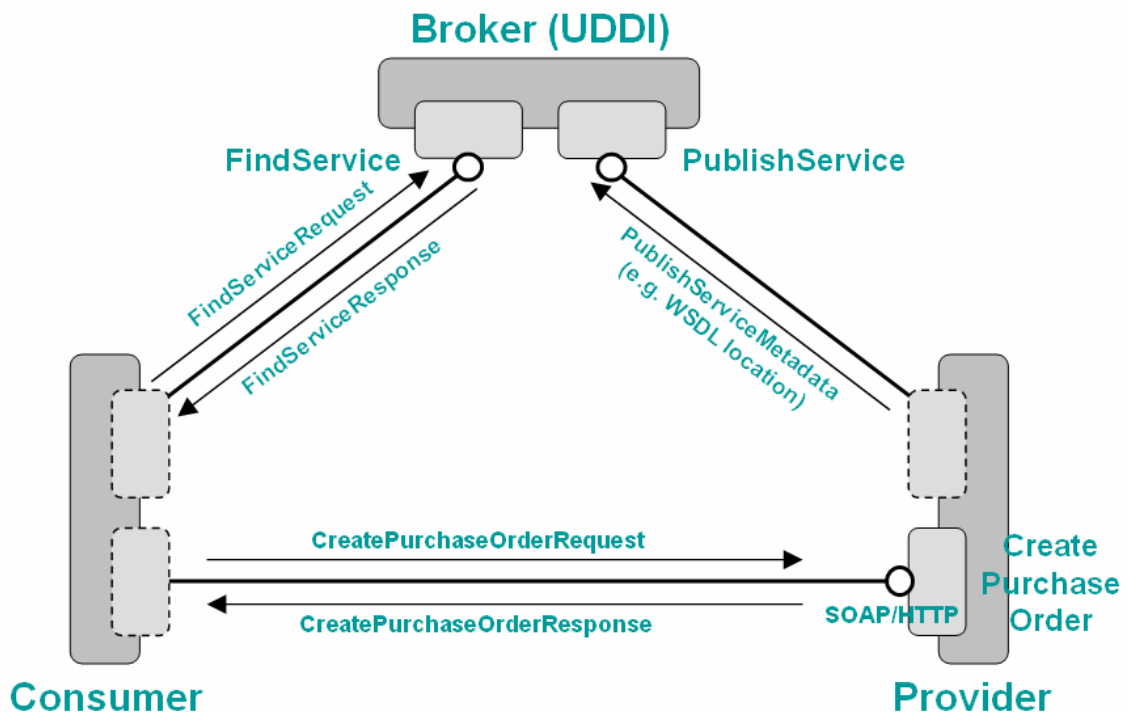 Broker (UDDI)
FindService
PublishService
FindServiceRequest
FindServiceResponse
PublishServiceMetadata
(e.g. WSDL location)
CreatePurchaseOrderRequest
CreatePurchaseOrderResponse
SOAP/HTTP
Create
Purchase
Order
Consumer
Provider